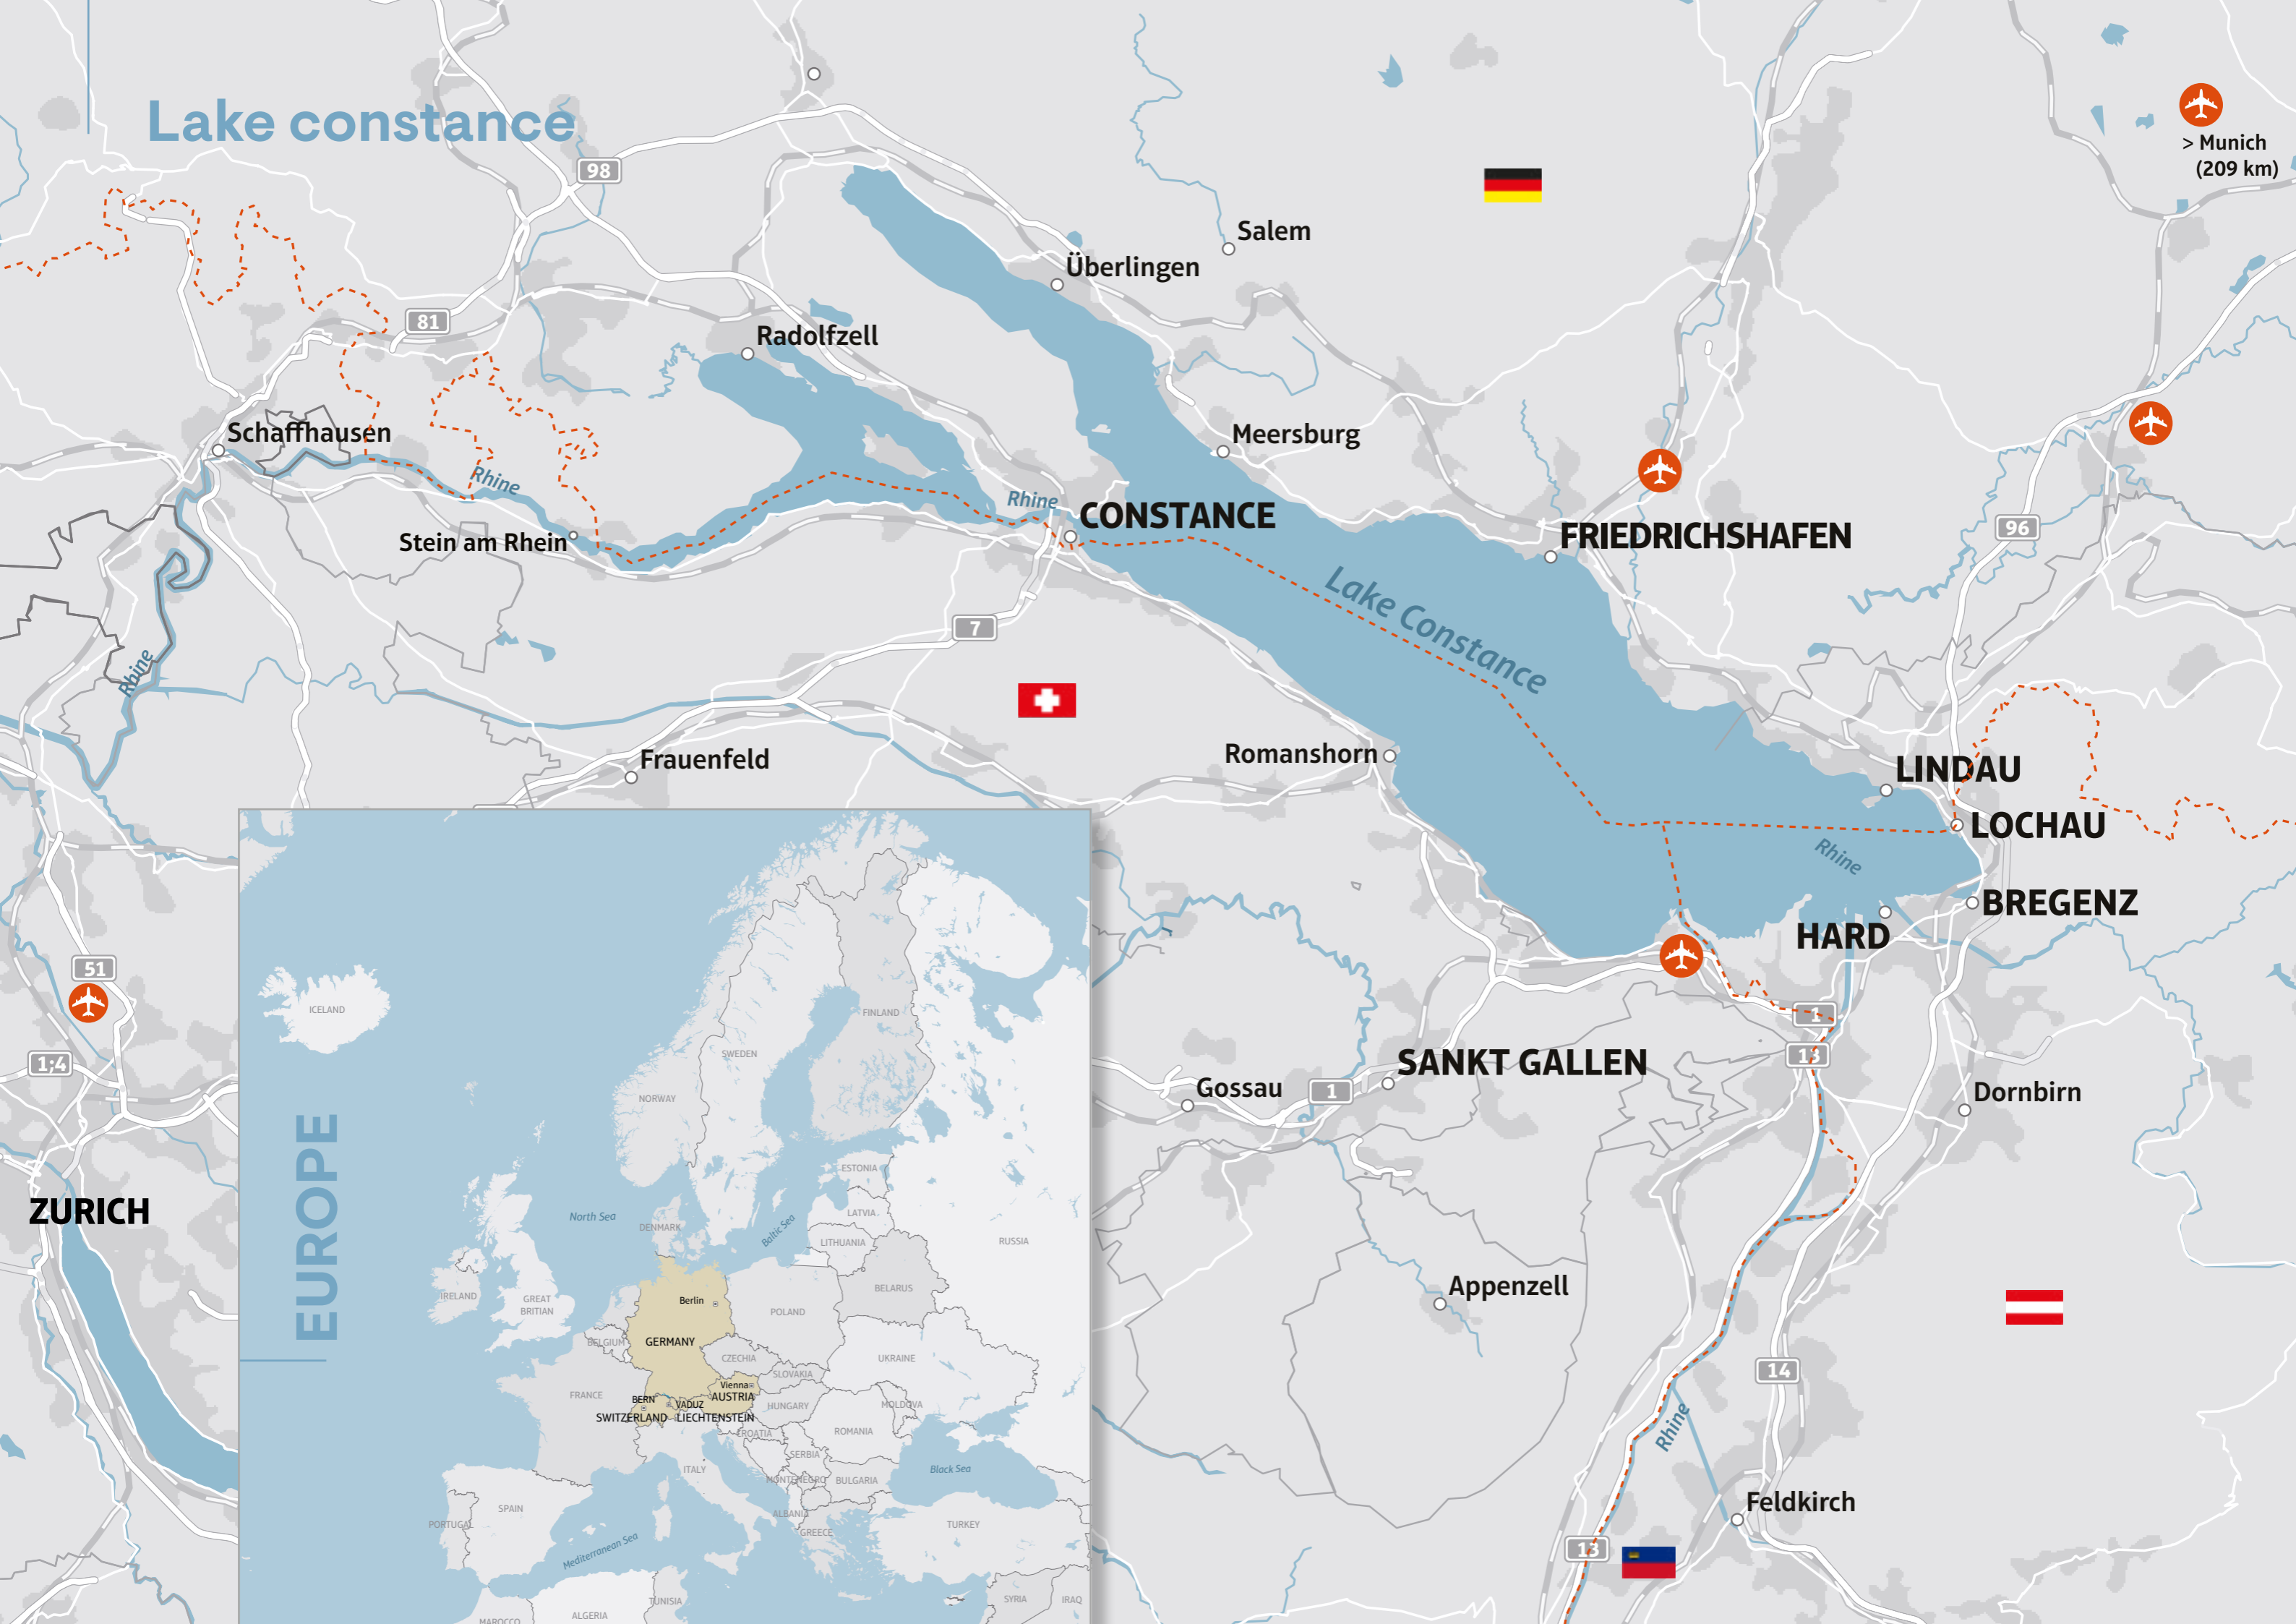 Lake constance
98
> Munich
(209 km)
Salem
Überlingen
81
Radolfzell
Schaffhausen
Meersburg
Rhine
Rhine
CONSTANCE
FRIEDRICHSHAFEN
96
Stein am Rhein
Lake Constance
7
Rhine
Romanshorn
Frauenfeld
LINDAU
LOCHAU
Rhine
BREGENZ
HARD
51
1
13
1;4
SANKT GALLEN
Gossau
1
Dornbirn
ZURICH
Appenzell
14
Rhine
Feldkirch
13
EUROPE
ICELAND
FINLAND
SWEDEN
NORWAY
ESTONIA
North Sea
DENMARK
Baltic Sea
LATVIA
LITHUANIA
RUSSIA
IRELAND
GREAT
BRITIAN
Berlin
POLAND
BELARUS
BELGIUM
GERMANY
CZECHIA
UKRAINE
SLOVAKIA
FRANCE
Vienna
AUSTRIA
BERN
VADUZ
HUNGARY
MOLDOVA
SWITZERLAND
LIECHTENSTEIN
CROATIA
ROMANIA
SERBIA
ITALY
MONTENEGRO
BULGARIA
Black Sea
SPAIN
PORTUGAL
ALBANIA
GREECE
TURKEY
Mediterranean Sea
MAROCCO
ALGERIA
TUNISIA
SYRIA
IRAQ